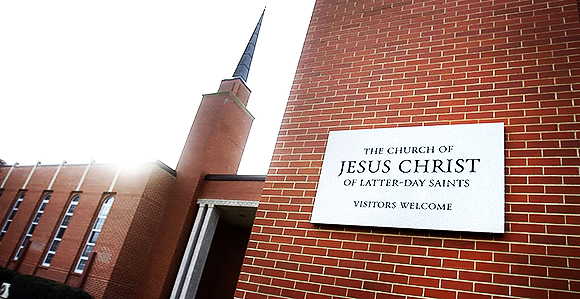 THE CHURCH OF
JESUS CHRIST
OF LATTER-DAY SAINTS
VISITORS WELCOME